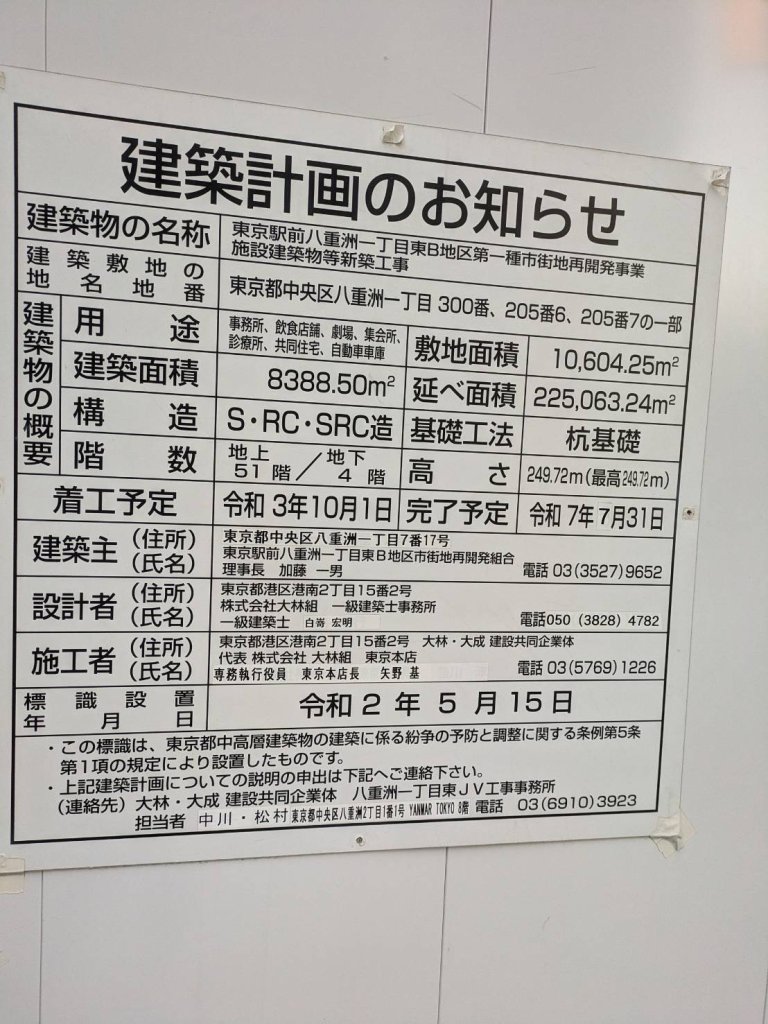 建築計画のお知らせ
建築物の名称
東京駅前八重洲一丁目東B地区第一種市街地再開発事業
施設建築物等新築工事
建築敷地の
地名地番
東京都中央区八重洲一丁目 300番、205番6、205番7の一部
建築物の概要
用途
事務所、飲食店舗、劇場、集会所、
診療所、共同住宅、自動車車庫
敷地面積
10,604.25m²
建築面積
8388.50m²
延べ面積
225,063.24m²
構造
S・RC・SRC造
基礎工法
杭基礎
階数
地上 51階／地下 4階
高さ
249.72m(最高249.72m)
着工予定
令和 3年10月1日
完了予定
令和 7年 7月31日
建築主(住所)(氏名)
東京都中央区八重洲一丁目7番17号
東京駅前八重洲一丁目東B地区市街地再開発組合
理事長 加藤 一男 電話 03(3527)9652
設計者(住所)(氏名)
東京都港区港南2丁目15番2号
株式会社大林組 一級建築士事務所
一級建築士 白嵜 宏明 電話050(3828)4782
施工者(住所)(氏名)
東京都港区港南2丁目15番2号 大林・大成 建設共同企業体
代表 株式会社 大林組 東京本店
専務執行役員 東京本店長 矢野 基 電話 03(5769)1226
標識設置
年月日
令和 2 年 5 月 15 日
・この標識は、東京都中高層建築物の建築に係る紛争の予防と調整に関する条例第5条
第1項の規定により設置したものです。
・上記建築計画についての説明の申出は下記へご連絡下さい。
(連絡先) 大林・大成 建設共同企業体 八重洲一丁目東JV工事事務所
担当者 中川・松村 東京都中央区八重洲2丁目1番1号 YANMAR TOKYO 8階 電話 03(6910)3923